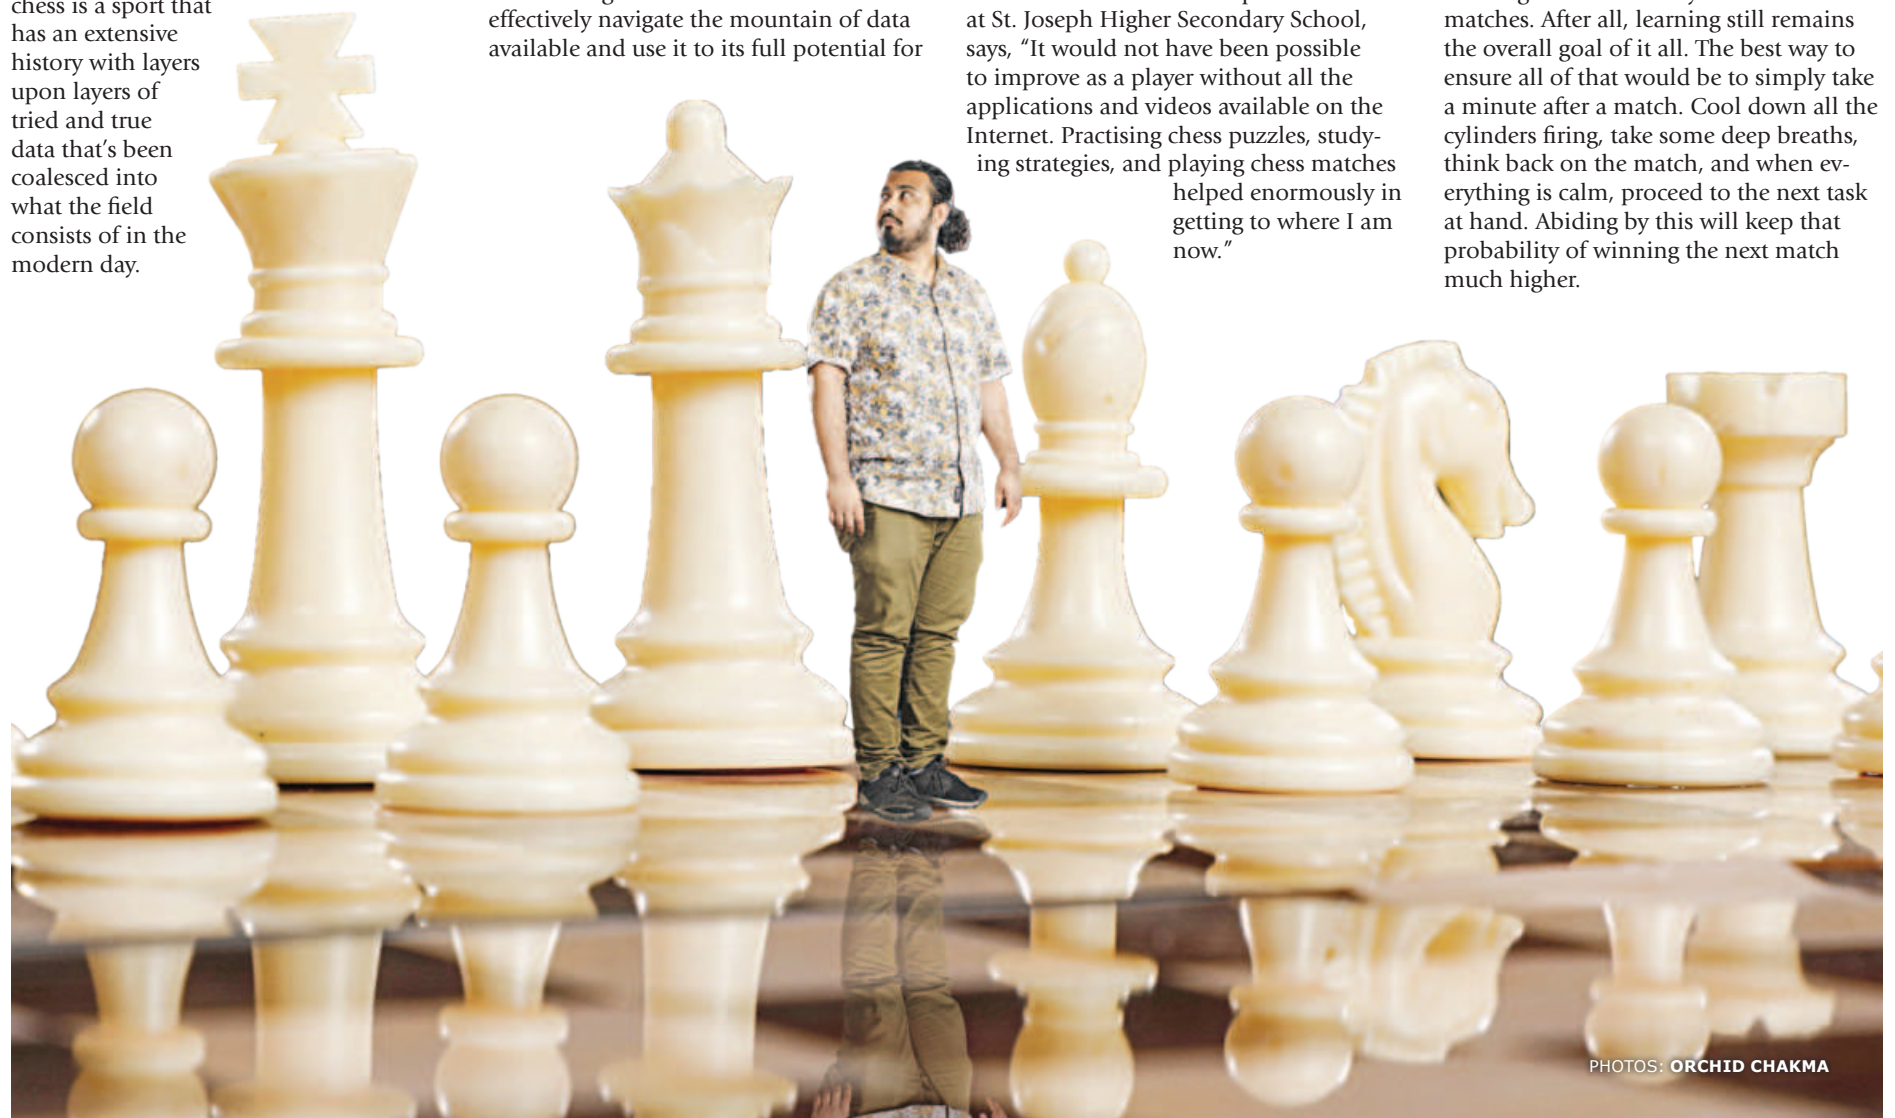 chess is a sport that
has an extensive
history with layers
upon layers of
tried and true
data that's been
coalesced into
what the field
consists of in the
modern day.
effectively navigate the mountain of data
available and use it to its full potential for
at St. Joseph Higher Secondary School,
says, “It would not have been possible
to improve as a player without all the
applications and videos available on the
Internet. Practising chess puzzles, study-
ing strategies, and playing chess matches
helped enormously in
getting to where I am
now.”
matches. After all, learning still remains
the overall goal of it all. The best way to
ensure all of that would be to simply take
a minute after a match. Cool down all the
cylinders firing, take some deep breaths,
think back on the match, and when ev-
erything is calm, proceed to the next task
at hand. Abiding by this will keep that
probability of winning the next match
much higher.
PHOTOS: ORCHID CHAKMA